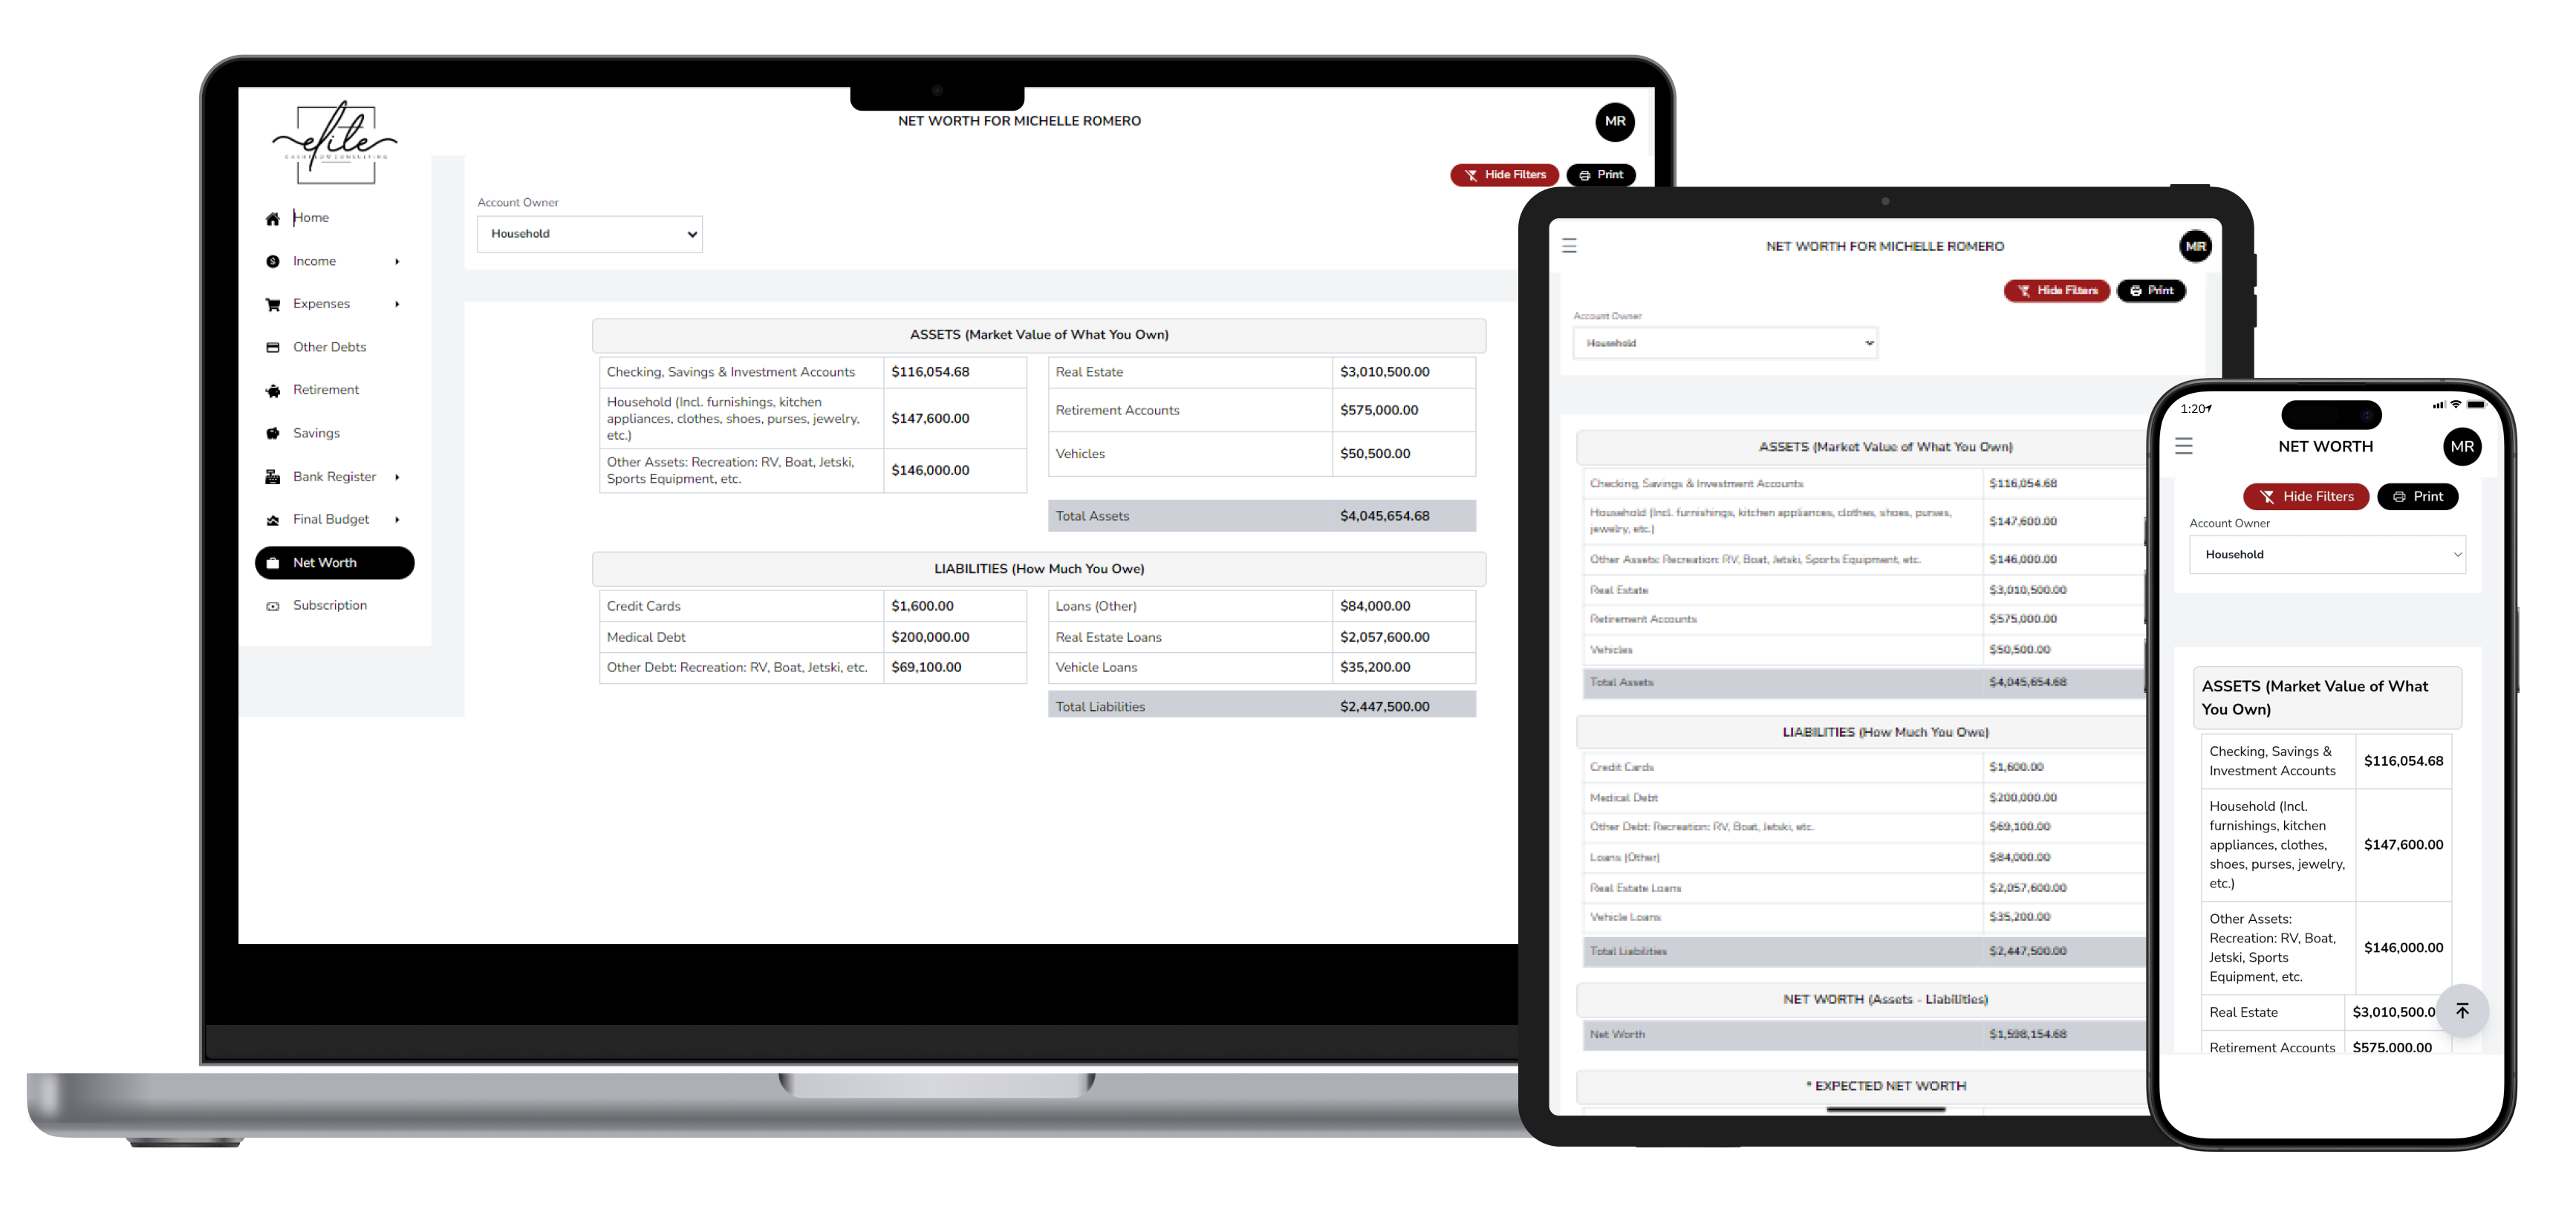 elite
CASHFLOW CONSULTING
NET WORTH FOR MICHELLE ROMERO
MR
Hide Filters
Print
Home
Income
Expenses
Other Debts
Retirement
Savings
Bank Register
Final Budget
Net Worth
Subscription
Account Owner
Household
ASSETS (Market Value of What You Own)
Checking, Savings & Investment Accounts $116,054.68
Household (Incl. furnishings, kitchen
appliances, clothes, shoes, purses, jewelry,
etc.) $147,600.00
Other Assets: Recreation: RV, Boat, Jetski,
Sports Equipment, etc. $146,000.00
Real Estate $3,010,500.00
Retirement Accounts $575,000.00
Vehicles $50,500.00
Total Assets $4,045,654.68
LIABILITIES (How Much You Owe)
Credit Cards $1,600.00
Medical Debt $200,000.00
Other Debt: Recreation: RV, Boat, Jetski, etc. $69,100.00
Loans (Other) $84,000.00
Real Estate Loans $2,057,600.00
Vehicle Loans $35,200.00
Total Liabilities $2,447,500.00
NET WORTH FOR MICHELLE ROMERO
MR
Hide Filters
Print
Account Owner
Household
ASSETS (Market Value of What You Own)
Checking, Savings & Investment Accounts $116,054.68
Household (Incl. furnishings, kitchen appliances, clothes, shoes, purses,
jewelry, etc.) $147,600.00
Other Assets: Recreation: RV, Boat, Jetski, Sports Equipment, etc. $146,000.00
Real Estate $3,010,500.00
Retirement Accounts $575,000.00
Vehicles $50,500.00
Total Assets $4,045,654.68
LIABILITIES (How Much You Owe)
Credit Cards $1,600.00
Medical Debt $200,000.00
Other Debt: Recreation: RV, Boat, Jetski, etc. $69,100.00
Loans (Other) $84,000.00
Real Estate Loans $2,057,600.00
Vehicle Loans $35,200.00
Total Liabilities $2,447,500.00
NET WORTH (Assets - Liabilities)
Net Worth $1,598,154.68
* EXPECTED NET WORTH
1:20
NET WORTH
MR
Hide Filters
Print
Account Owner
Household
ASSETS (Market Value of What
You Own)
Checking, Savings &
Investment Accounts $116,054.68
Household (Incl.
furnishings, kitchen
appliances, clothes,
shoes, purses, jewelry,
etc.) $147,600.00
Other Assets:
Recreation: RV, Boat,
Jetski, Sports
Equipment, etc. $146,000.00
Real Estate $3,010,500.0
Retirement Accounts $575,000.00